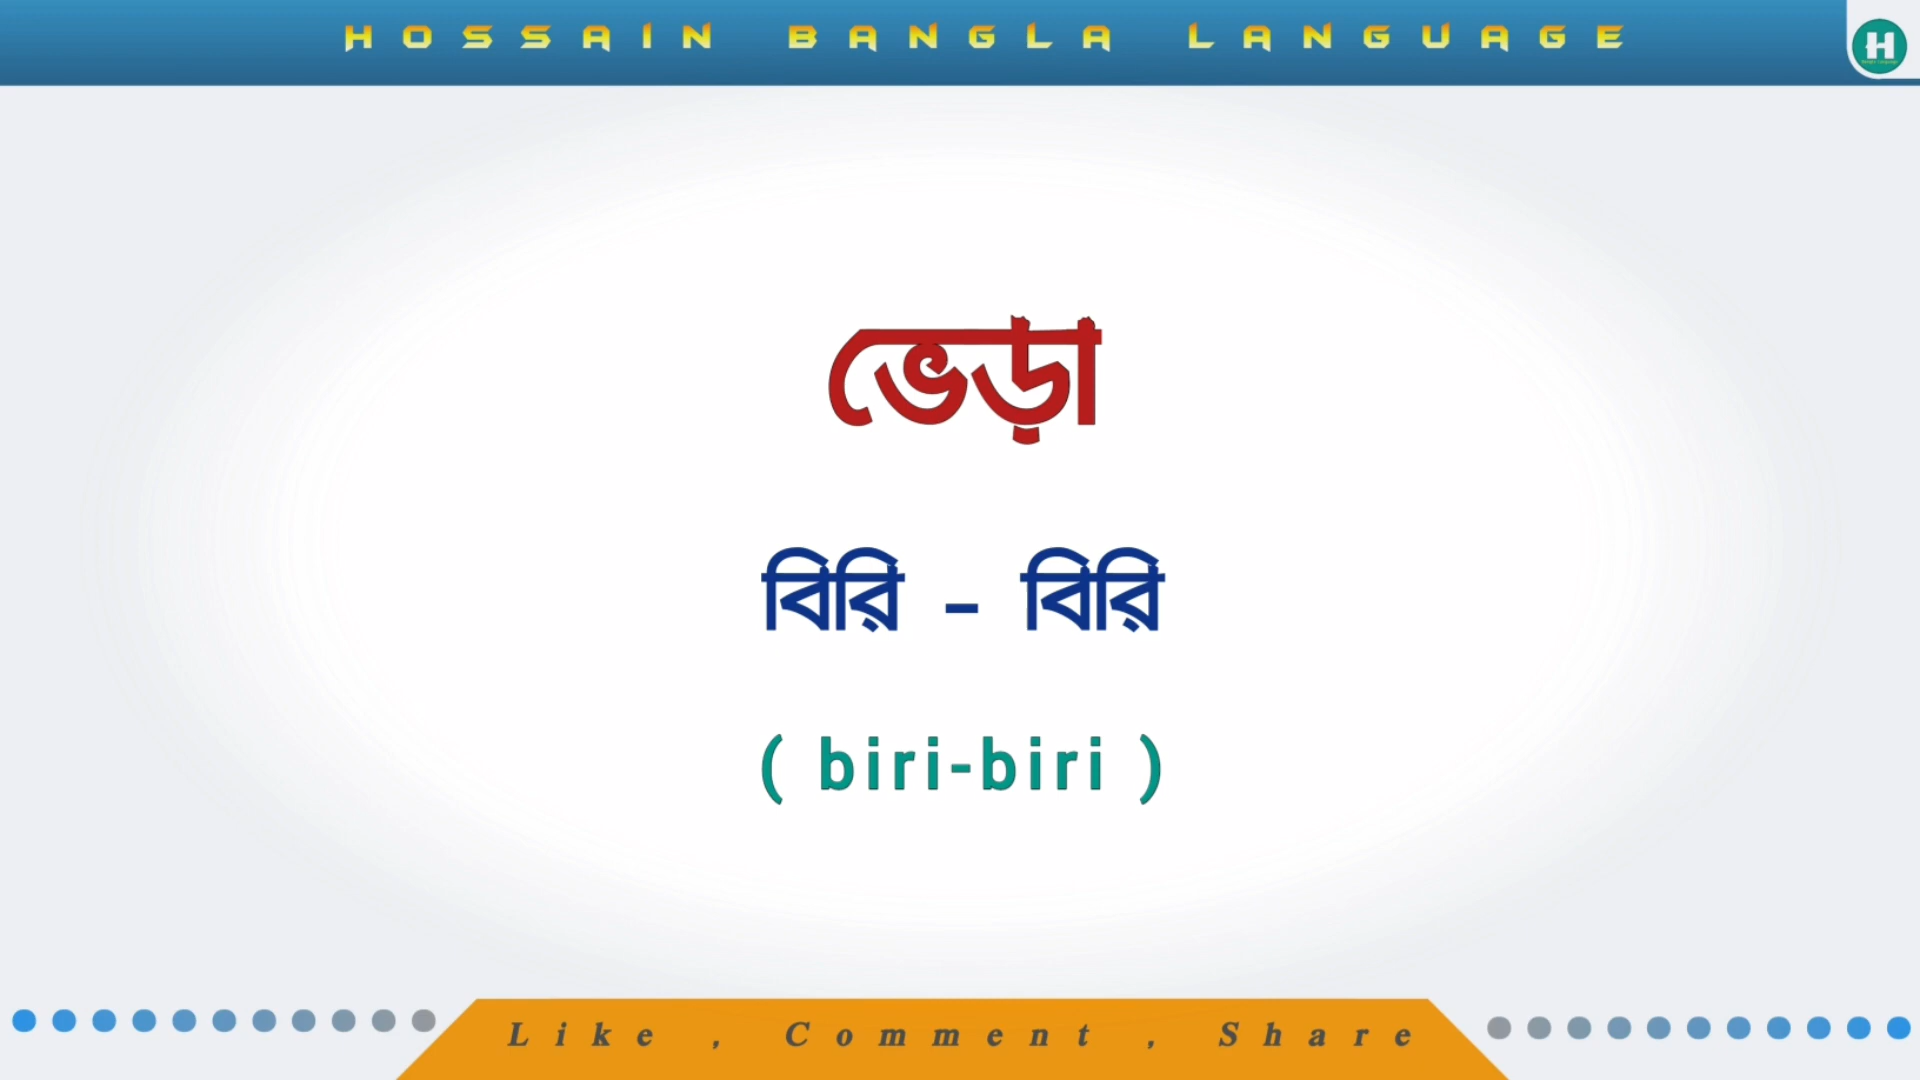 HOSSAIN BANGLA LANGUAGE
H
ভেড়া
বিরি - বিরি
( biri-biri )
Like , Comment , Share